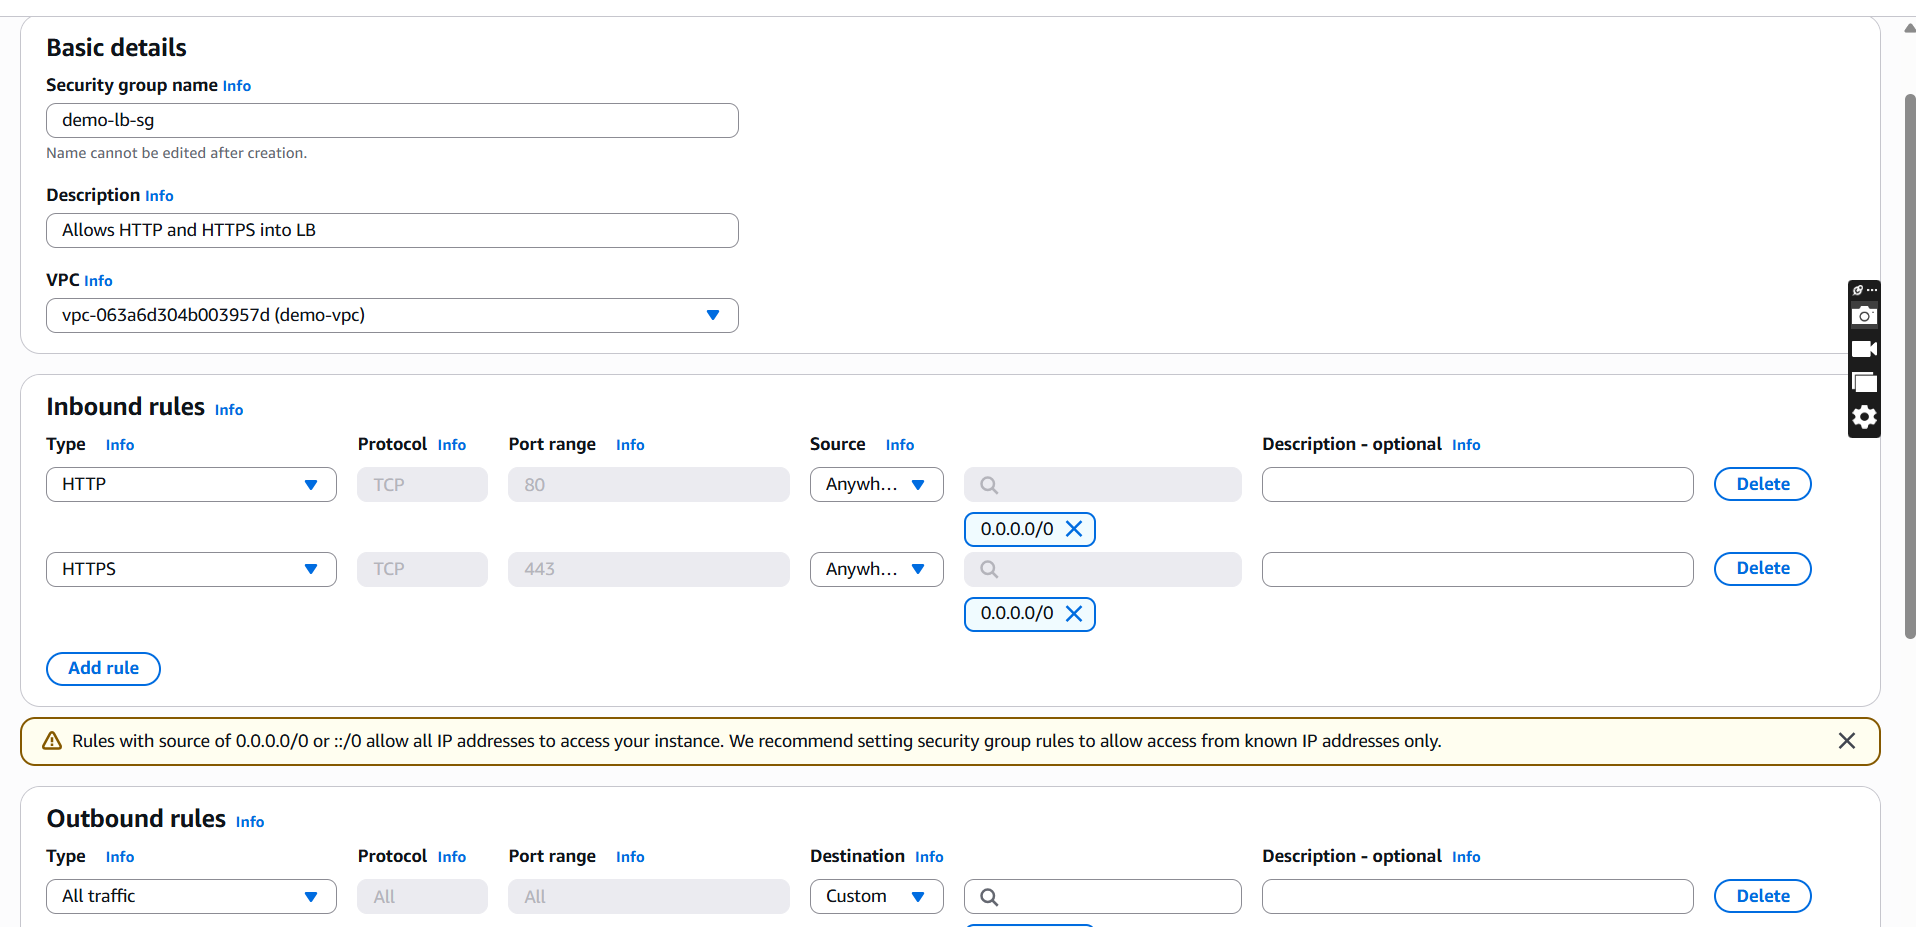 Basic details
Security group name Info
demo-lb-sg
Name cannot be edited after creation.
Description Info
Allows HTTP and HTTPS into LB
VPC Info
vpc-063a6d304b003957d (demo-vpc)
Inbound rules Info
Type Info Protocol Info Port range Info Source Info Description - optional Info
HTTP TCP 80 Anywh... Delete
0.0.0.0/0
HTTPS TCP 443 Anywh... Delete
0.0.0.0/0
Add rule
Rules with source of 0.0.0.0/0 or ::/0 allow all IP addresses to access your instance. We recommend setting security group rules to allow access from known IP addresses only.
Outbound rules Info
Type Info Protocol Info Port range Info Destination Info Description - optional Info
All traffic All All Custom Delete